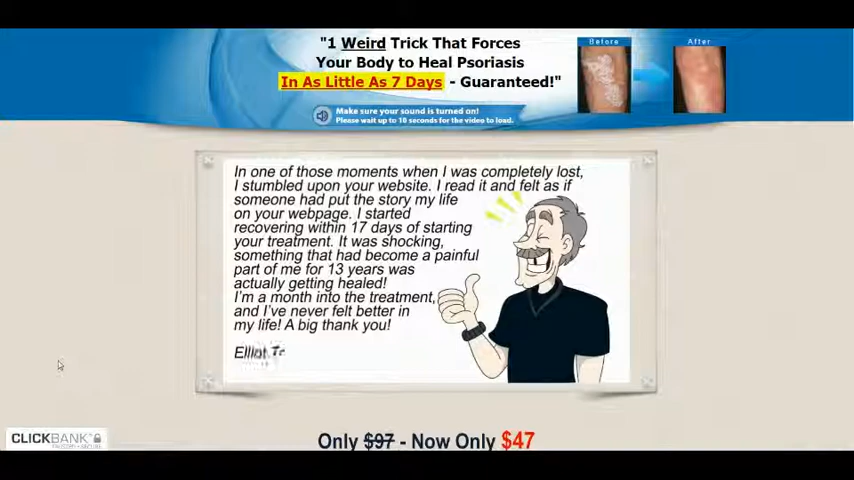 "1 Weird Trick That Forces
Your Body to Heal Psoriasis
In As Little As 7 Days - Guaranteed!"
Before
After
Make sure your sound is turned on!
Please wait up to 10 seconds for the video to load.
In one of those moments when I was completely lost,
I stumbled upon your website. I read it and felt as if
someone had put the story my life
on your webpage. I started
recovering within 17 days of starting
your treatment. It was shocking,
something that had become a painful
part of me for 13 years was
actually getting healed!
I'm a month into the treatment,
and I've never felt better in
my life! A big thank you!
Elliot
CLICKBANK
Only $97 - Now Only $47